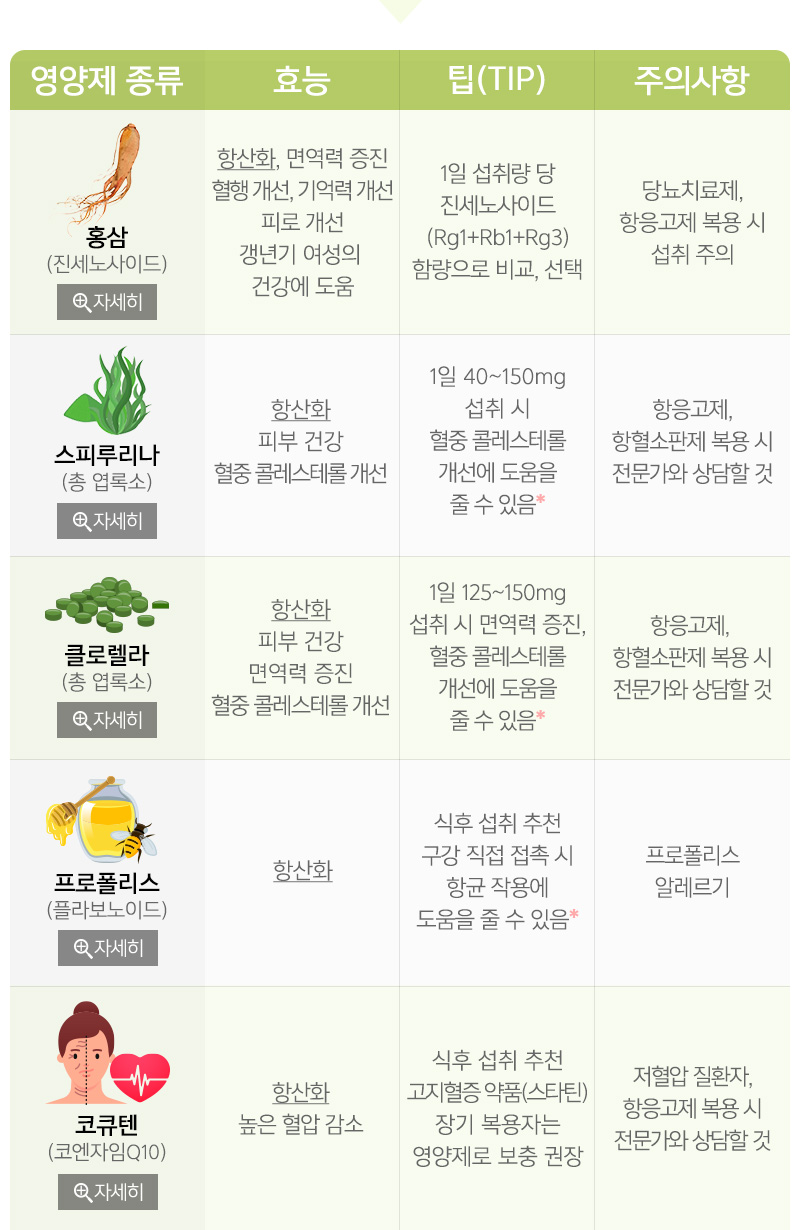 영양제 종류 효능 팁(TIP) 주의사항
홍삼
(진세노사이드)
자세히
항산화, 면역력 증진
혈행 개선, 기억력 개선
피로 개선
갱년기 여성의
건강에 도움
1일 섭취량 당
진세노사이드
(Rg1+Rb1+Rg3)
함량으로 비교, 선택
당뇨치료제,
항응고제 복용 시
섭취 주의
스피루리나
(총 엽록소)
자세히
항산화
피부 건강
혈중 콜레스테롤 개선
1일 40~150mg
섭취 시
혈중 콜레스테롤
개선에 도움을
줄 수 있음*
항응고제,
항혈소판제 복용 시
전문가와 상담할 것
클로렐라
(총 엽록소)
자세히
항산화
피부 건강
면역력 증진
혈중 콜레스테롤 개선
1일 125~150mg
섭취 시 면역력 증진,
혈중 콜레스테롤
개선에 도움을
줄 수 있음*
항응고제,
항혈소판제 복용 시
전문가와 상담할 것
프로폴리스
(플라보노이드)
자세히
항산화
식후 섭취 추천
구강 직접 접촉 시
항균 작용에
도움을 줄 수 있음*
프로폴리스
알레르기
코큐텐
(코엔자임Q10)
자세히
항산화
높은 혈압 감소
식후 섭취 추천
고지혈증 약품(스타틴)
장기 복용자는
영양제로 보충 권장
저혈압 질환자,
항응고제 복용 시
전문가와 상담할 것